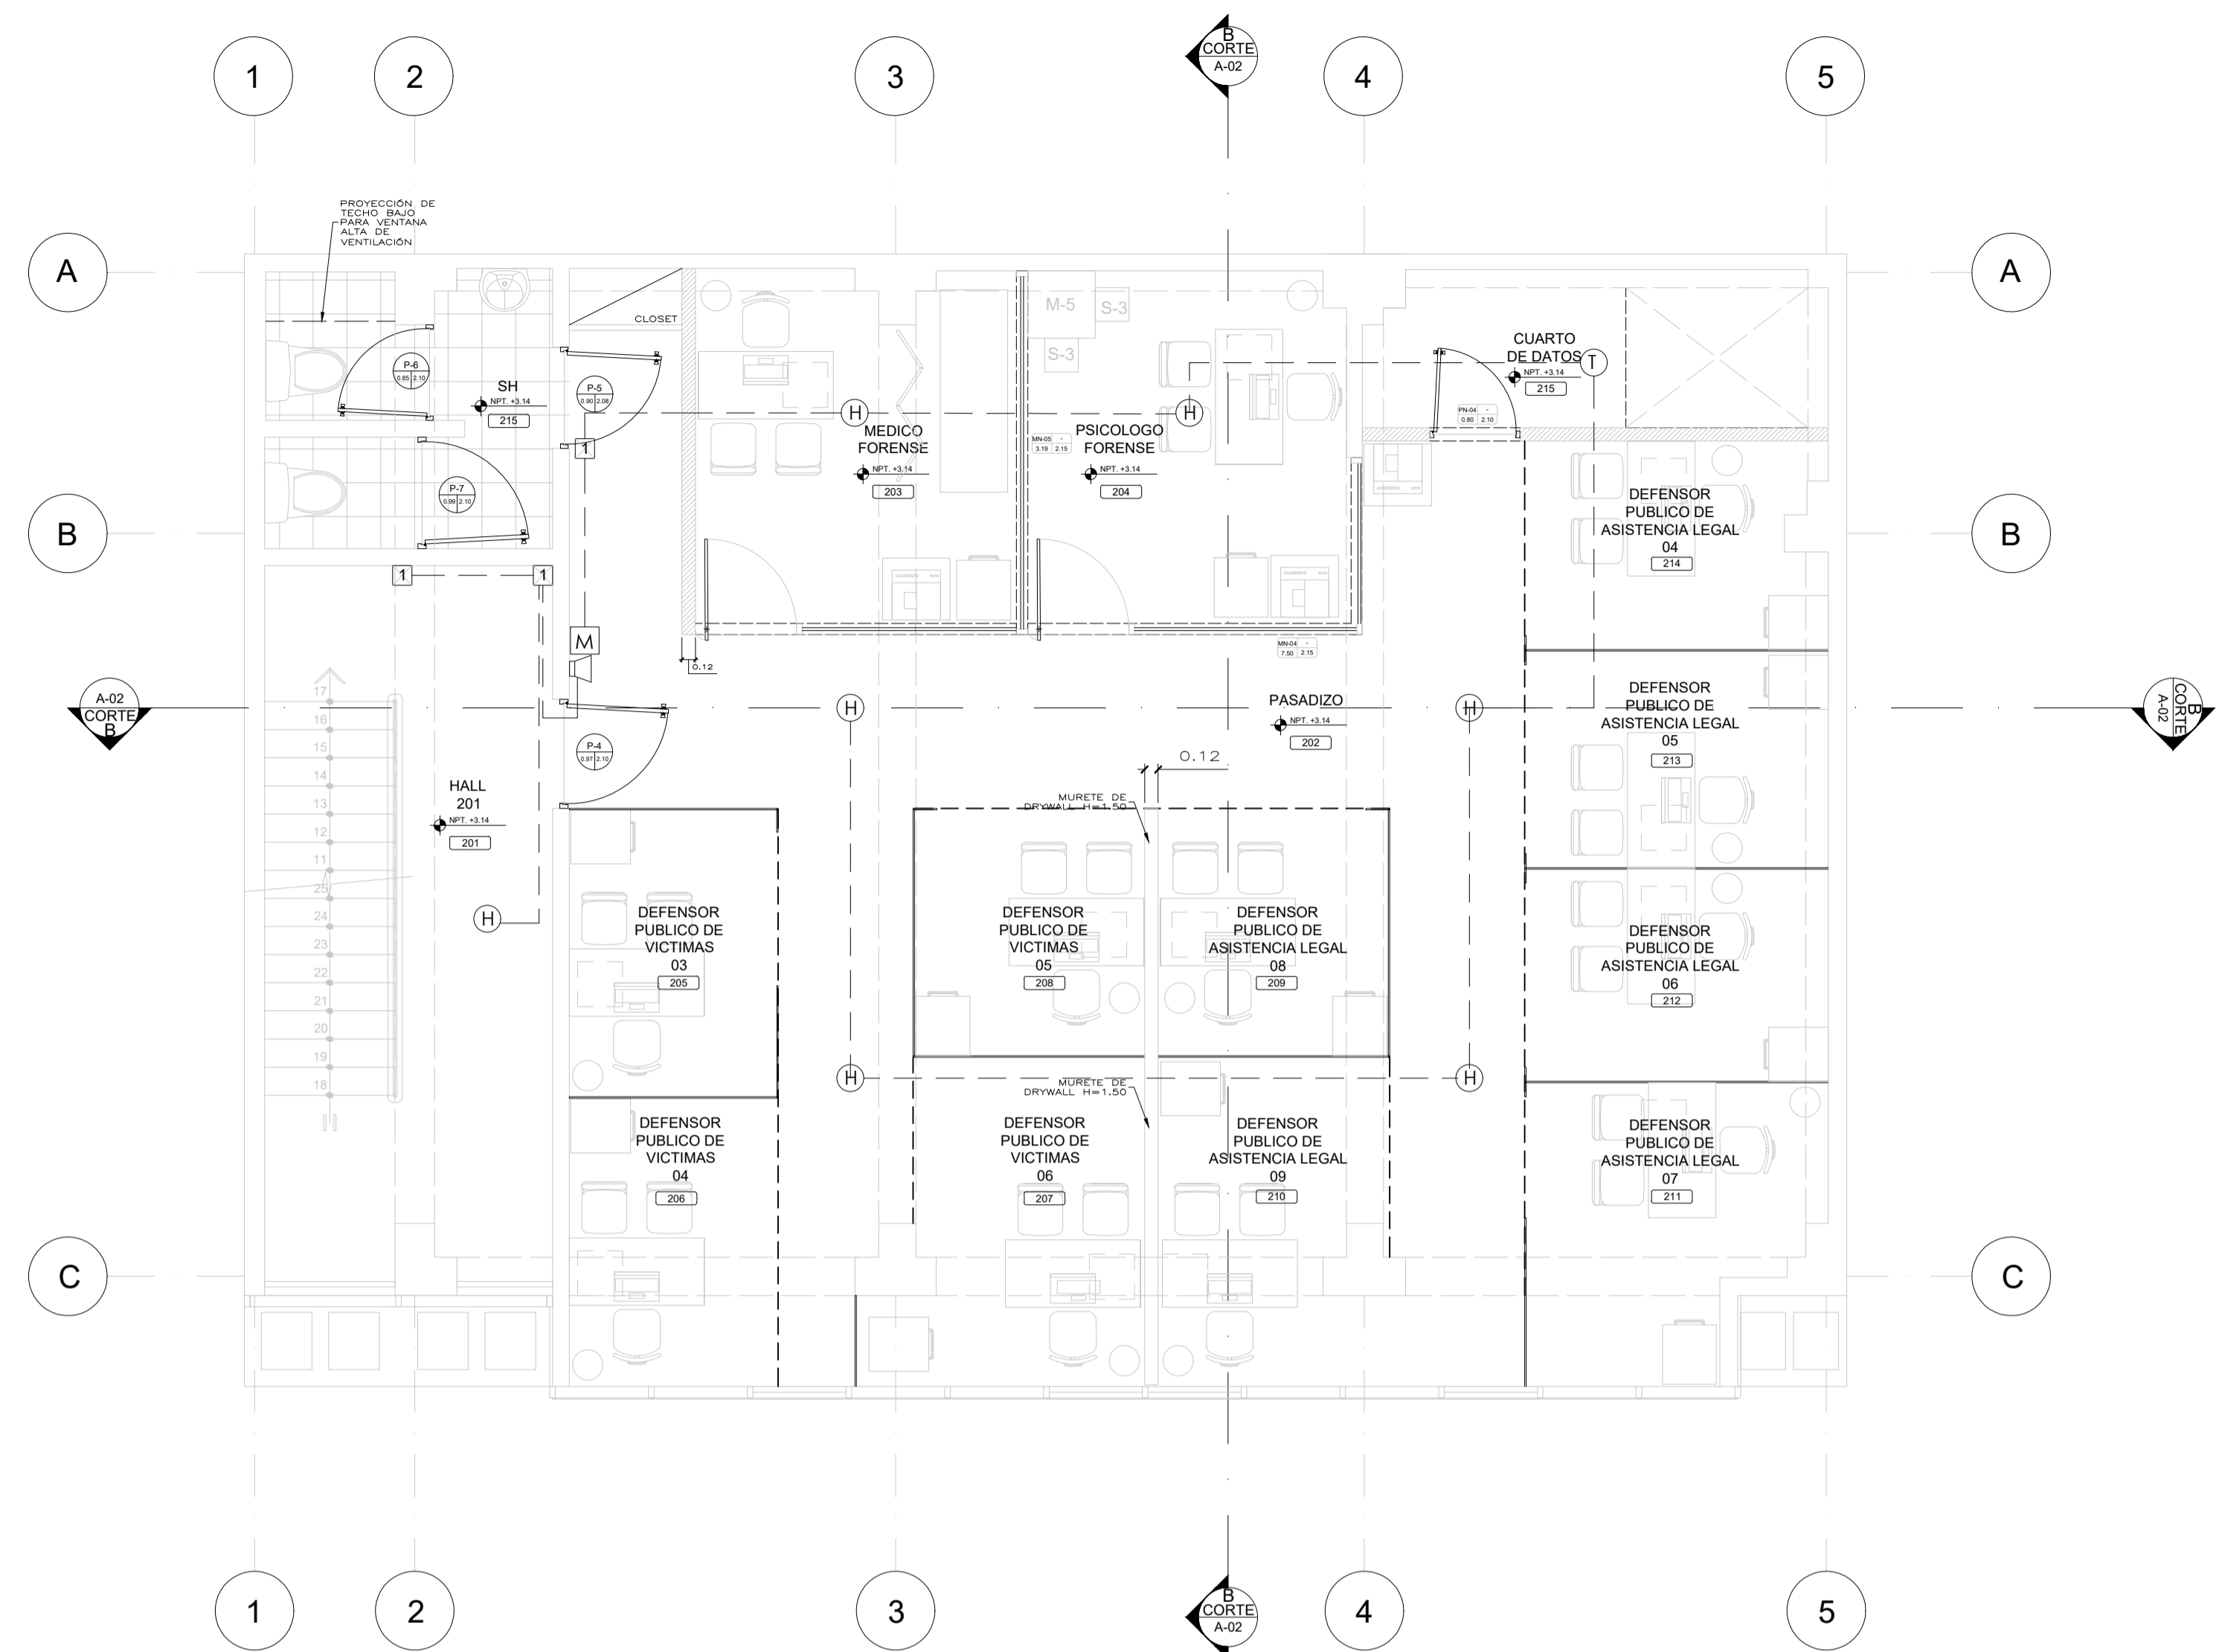 B
CORTE
A-02
1
2
3
4
5
PROYECCIÓN DE
TECHO BAJO
PARA VENTANA
ALTA DE
VENTILACIÓN
A
A
CLOSET
M-5
S-3
S-3
P-6
0.85 2.10
SH
NPT. +3.14
215
P-5
0.90 2.08
H
H
MEDICO
FORENSE
NPT. +3.14
203
MN-05 -
3.19 2.15
PSICOLOGO
FORENSE
NPT. +3.14
204
CUARTO
DE DATOS
T
NPT. +3.14
215
PN-04 -
0.80 2.10
1
P-7
0.99 2.10
B
B
DEFENSOR
PUBLICO DE
ASISTENCIA LEGAL
04
214
1
1
M
0.12
MN-04 -
7.50 2.15
A-02
CORTE
B
H
PASADIZO
NPT. +3.14
202
H
DEFENSOR
PUBLICO DE
ASISTENCIA LEGAL
05
213
B
CORTE
A-02
P-4
0.97 2.10
0.12
MURETE DE
DRYWALL H=1.50
17
16
15
14
13
12
11
25
24
23
22
21
20
19
18
HALL
201
NPT. +3.14
201
H
DEFENSOR
PUBLICO DE
VICTIMAS
03
205
DEFENSOR
PUBLICO DE
VICTIMAS
05
208
DEFENSOR
PUBLICO DE
ASISTENCIA LEGAL
08
209
DEFENSOR
PUBLICO DE
ASISTENCIA LEGAL
06
212
H
H
MURETE DE
DRYWALL H=1.50
DEFENSOR
PUBLICO DE
VICTIMAS
04
206
DEFENSOR
PUBLICO DE
VICTIMAS
06
207
DEFENSOR
PUBLICO DE
ASISTENCIA LEGAL
09
210
DEFENSOR
PUBLICO DE
ASISTENCIA LEGAL
07
211
C
C
1
2
3
B
CORTE
A-02
4
5